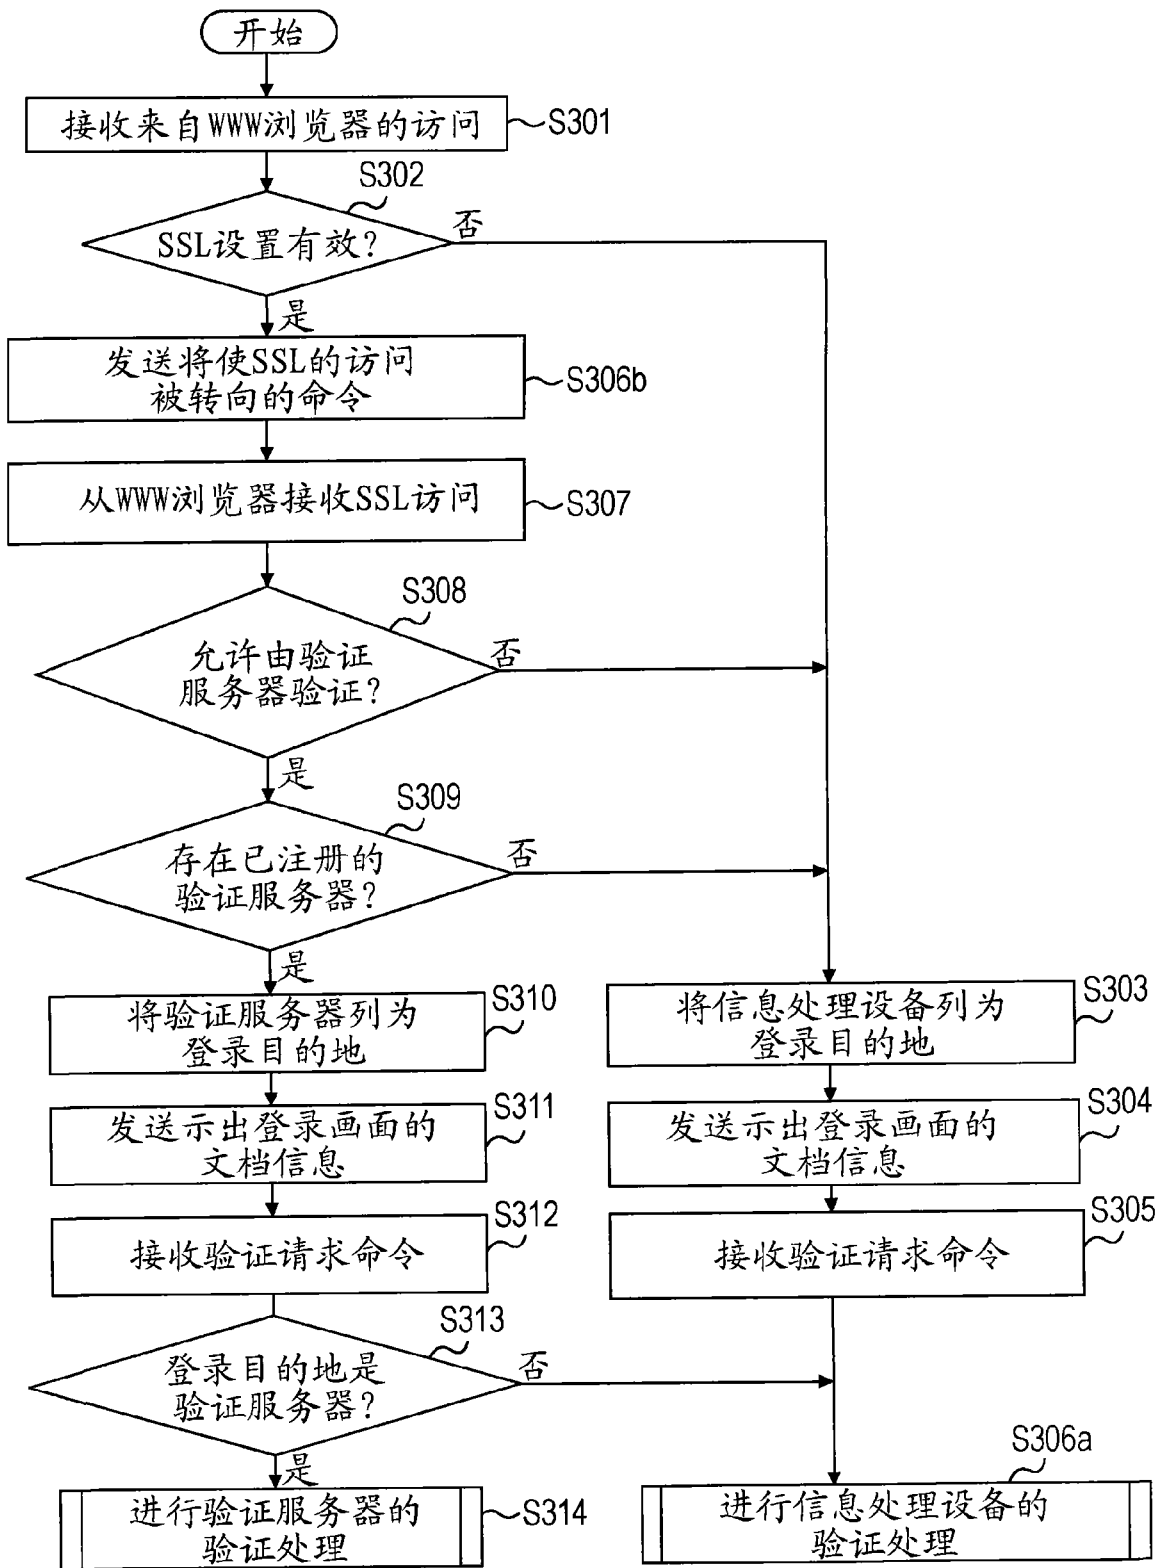 开始
接收来自WWW浏览器的访问
S301
S302
SSL设置有效?
否
是
发送将使SSL的访问
被转向的命令
S306b
从WWW浏览器接收SSL访问
S307
S308
允许由验证
服务器验证?
否
是
S309
存在已注册的
验证服务器?
否
是
将验证服务器列为
登录目的地
S310
将信息处理设备列为
登录目的地
S303
发送示出登录画面的
文档信息
S311
发送示出登录画面的
文档信息
S304
接收验证请求命令
S312
接收验证请求命令
S305
S313
登录目的地是
验证服务器?
否
是
进行验证服务器的
验证处理
S314
S306a
进行信息处理设备的
验证处理